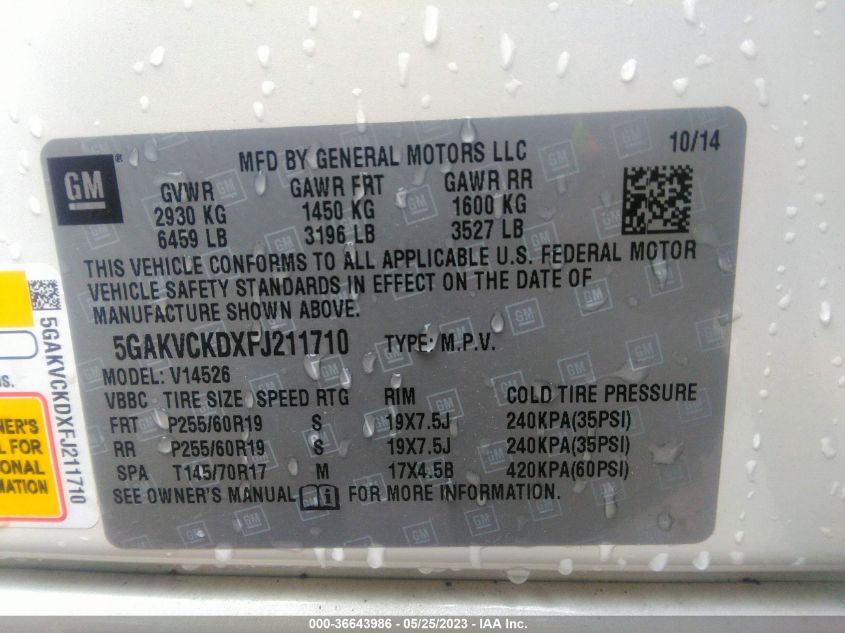 GM
®
MFD BY GENERAL MOTORS LLC
10/14
GVWR GAWR FRT GAWR RR
2930 KG 1450 KG 1600 KG
6459 LB 3196 LB 3527 LB
THIS VEHICLE CONFORMS TO ALL APPLICABLE U.S. FEDERAL MOTOR
VEHICLE SAFETY STANDARDS IN EFFECT ON THE DATE OF
MANUFACTURE SHOWN ABOVE.
5GAKVCKDXFJ211710 TYPE: M.P.V.
MODEL: V14526
VBBC TIRE SIZE SPEED RTG RIM COLD TIRE PRESSURE
FRT P255/60R19 S 19X7.5J 240KPA(35PSI)
RR P255/60R19 S 19X7.5J 240KPA(35PSI)
SPA T145/70R17 M 17X4.5B 420KPA(60PSI)
SEE OWNER'S MANUAL FOR MORE INFORMATION.
5GAKVCKDXFJ211710
000-36643986 - 05/25/2023 - IAA Inc.